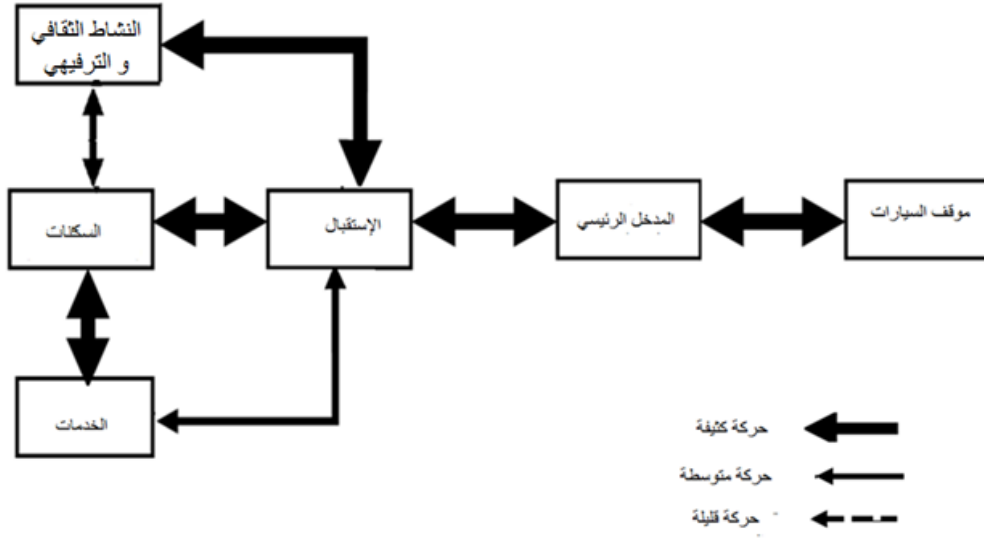 النشاط الثقافي
و الترفيهي
موقف السيارات
المدخل الرئيسي
الإستقبال
السكنات
الخدمات
حركة كثيفة
حركة متوسطة
حركة قليلة